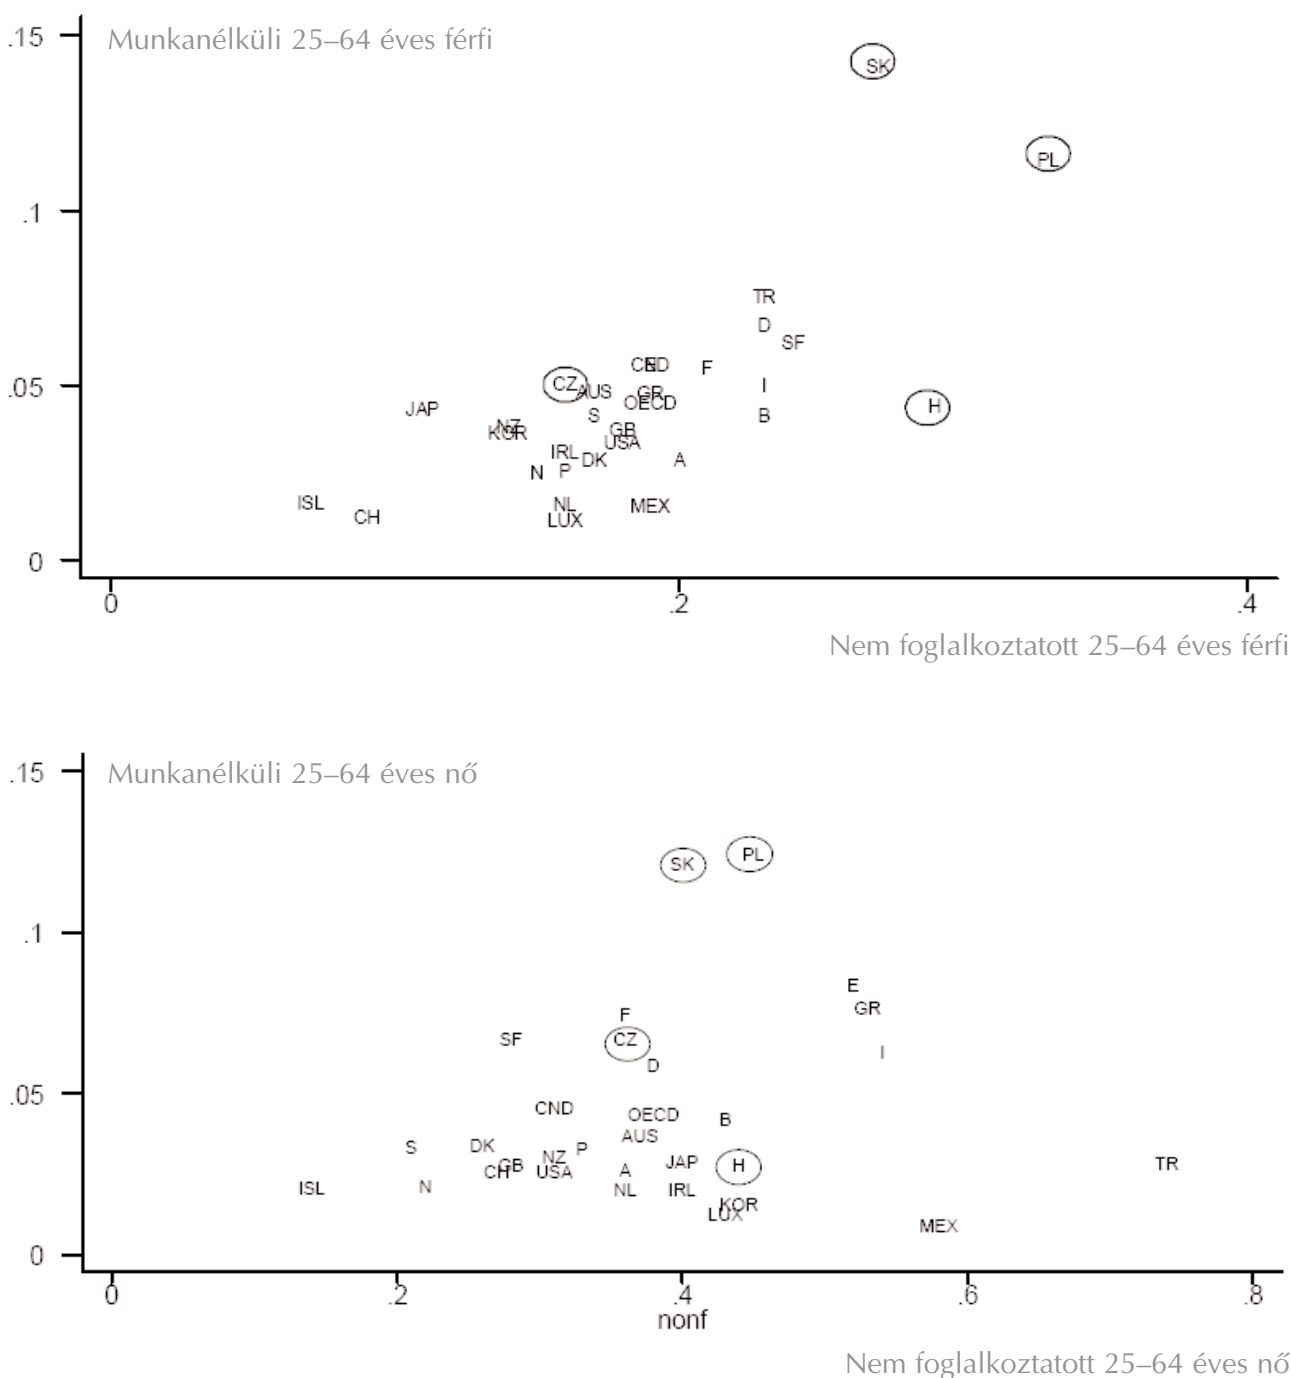 .15
Munkanélküli 25–64 éves férfi
SK
PL
.1
TR
D
SF
F
CND
E
.05
CZ
AUS
GR
I
OECD
JAP
S
B
H
NZ
KOR
GB
USA
IRL
DK
A
N
P
ISL
NL
MEX
CH
LUX
0
0
.2
.4
Nem foglalkoztatott 25–64 éves férfi
.15
Munkanélküli 25–64 éves nő
SK
PL
.1
E
GR
F
SF
CZ
I
D
.05
CND
OECD
B
AUS
S
DK
P
NZ
GB
CH
USA
A
JAP
H
TR
ISL
N
NL
IRL
KOR
LUX
MEX
0
0
.2
.4
.6
.8
nonf
Nem foglalkoztatott 25–64 éves nő